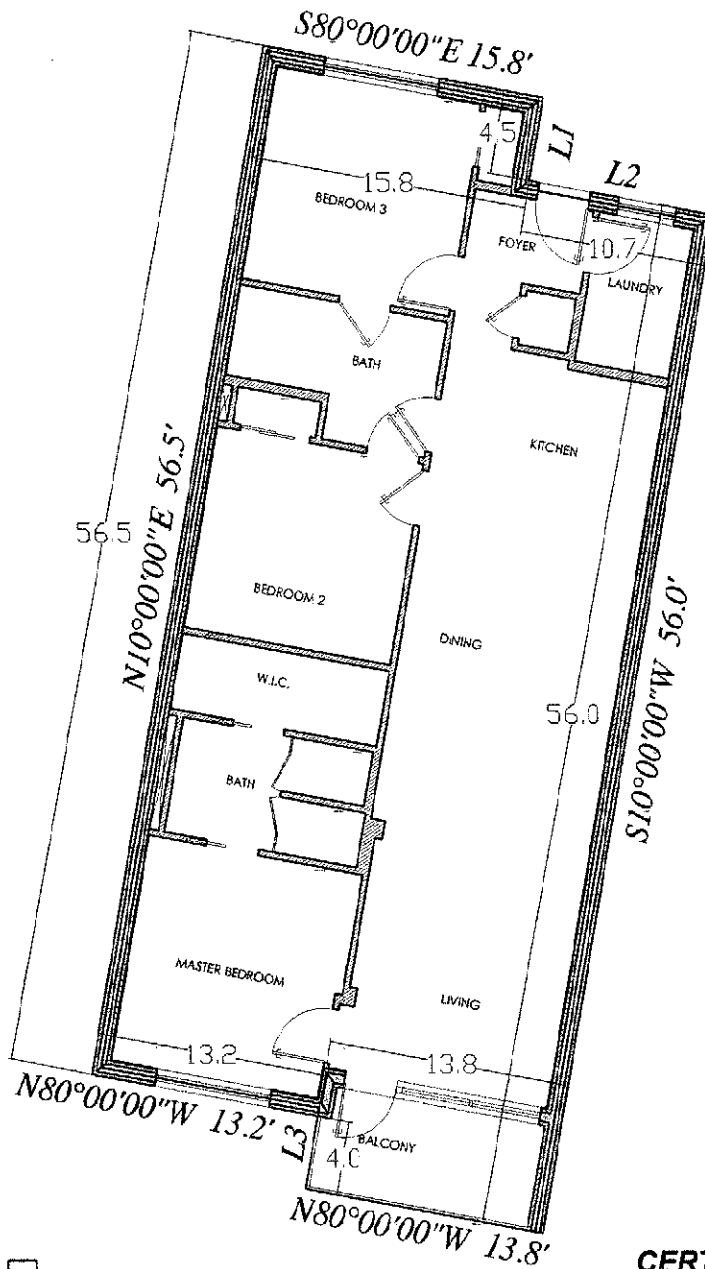 S80°00'00"E 15.8'
4.5
L1
L2
15.8
BEDROOM 3
FOYER
10.7
LAUNDRY
BATH
KITCHEN
N10°00'00"E 56.5'
56.5
BEDROOM 2
DINING
S10°00'00"W 56.0'
W.I.C.
56.0
BATH
MASTER BEDROOM
LIVING
13.2
13.8
N80°00'00"W 13.2'
L3
BALCONY
4.0
N80°00'00"W 13.8'
CERT